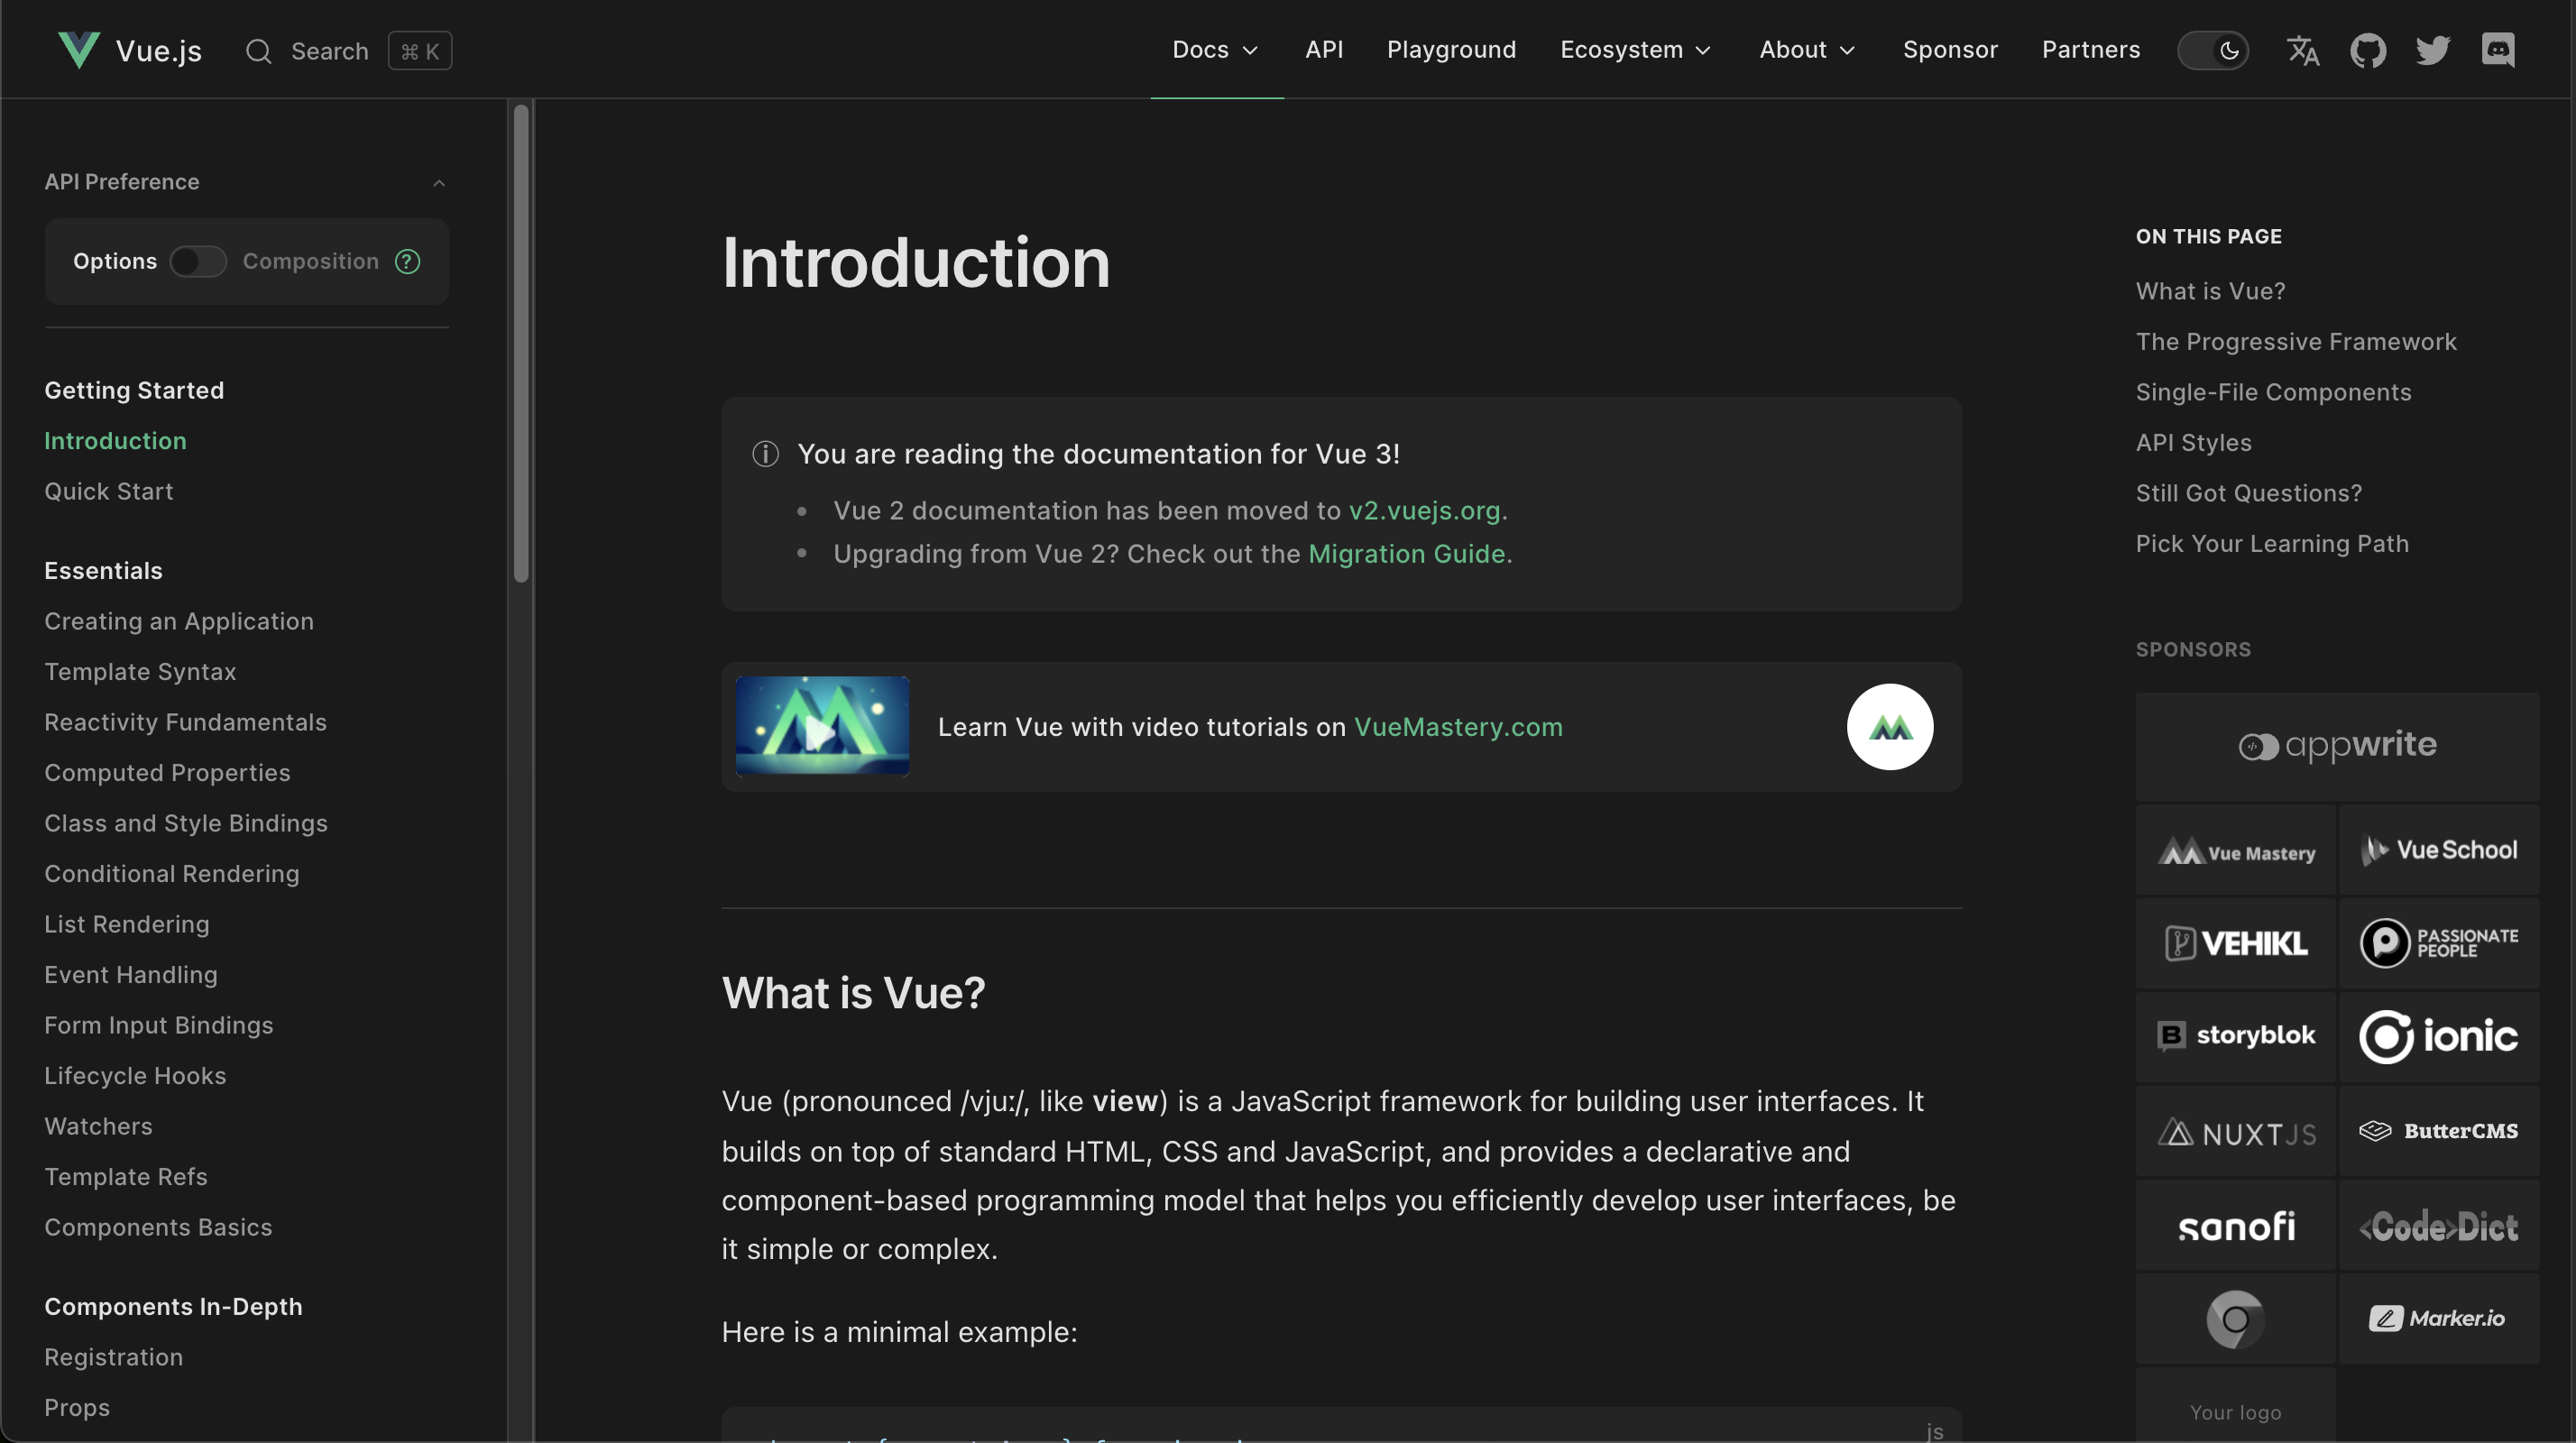 Vue.js
Search
⌘ K
Docs
API
Playground
Ecosystem
About
Sponsor
Partners
API Preference
Options
Composition
?
Getting Started
Introduction
Quick Start
Essentials
Creating an Application
Template Syntax
Reactivity Fundamentals
Computed Properties
Class and Style Bindings
Conditional Rendering
List Rendering
Event Handling
Form Input Bindings
Lifecycle Hooks
Watchers
Template Refs
Components Basics
Components In-Depth
Registration
Props
Introduction
You are reading the documentation for Vue 3!
• Vue 2 documentation has been moved to v2.vuejs.org.
• Upgrading from Vue 2? Check out the Migration Guide.
Learn Vue with video tutorials on VueMastery.com
What is Vue?
Vue (pronounced /vjuː/, like view) is a JavaScript framework for building user interfaces. It
builds on top of standard HTML, CSS and JavaScript, and provides a declarative and
component-based programming model that helps you efficiently develop user interfaces, be
it simple or complex.
Here is a minimal example:
js
ON THIS PAGE
What is Vue?
The Progressive Framework
Single-File Components
API Styles
Still Got Questions?
Pick Your Learning Path
SPONSORS
appwrite
Vue Mastery
Vue School
VEHIKL
PASSIONATE
PEOPLE
storyblok
ionic
NUXTJS
ButterCMS
sanofi
<Code>Dict
Marker.io
Your logo